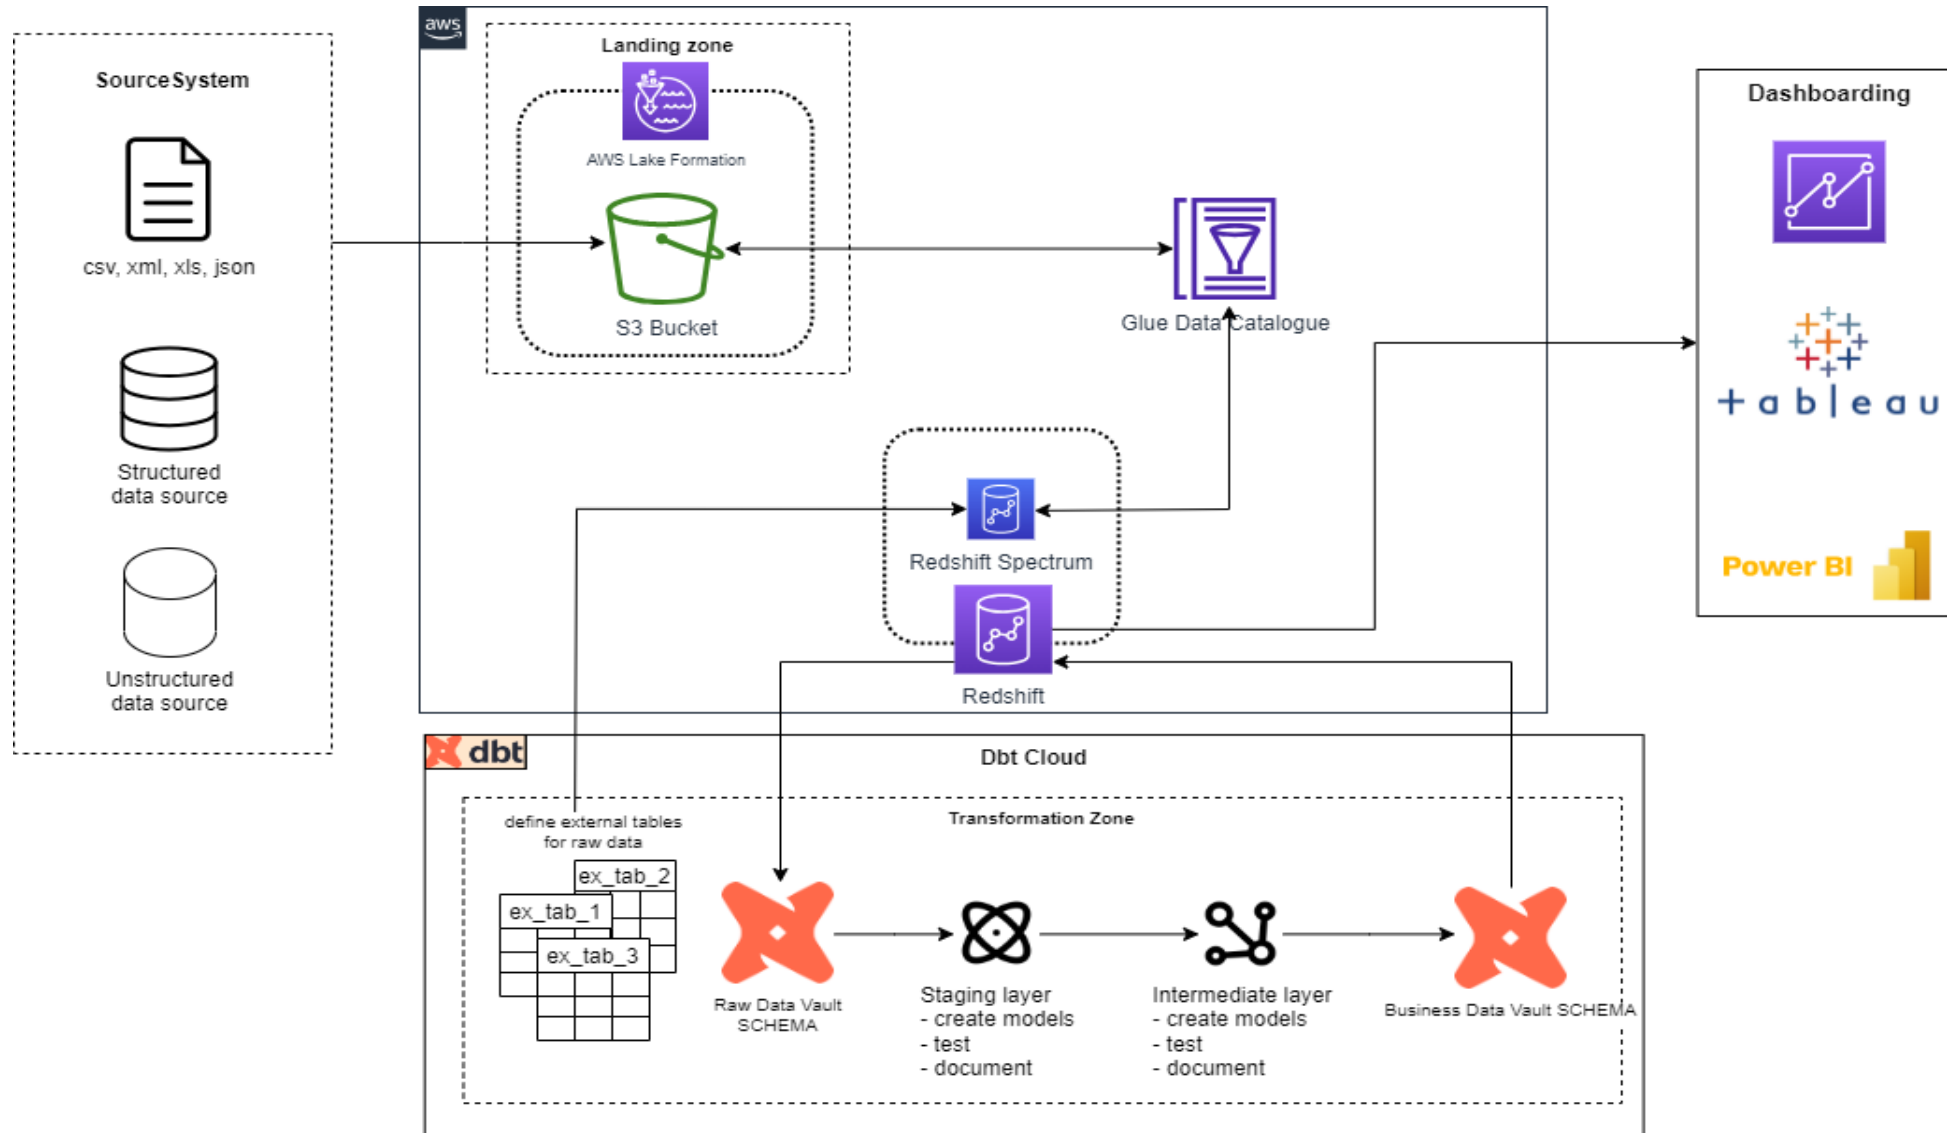 SourceSystem
csv, xml, xls, json
Structured
data source
Unstructured
data source
aws
Landing zone
AWS Lake Formation
S3 Bucket
Glue Data Catalogue
Redshift Spectrum
Redshift
Dashboarding
+ableau
Power BI
dbt
Dbt Cloud
Transformation Zone
define external tables
for raw data
ex_tab_2
ex_tab_1
ex_tab_3
Raw Data Vault
SCHEMA
Staging layer
- create models
- test
- document
Intermediate layer
- create models
- test
- document
Business Data Vault SCHEMA